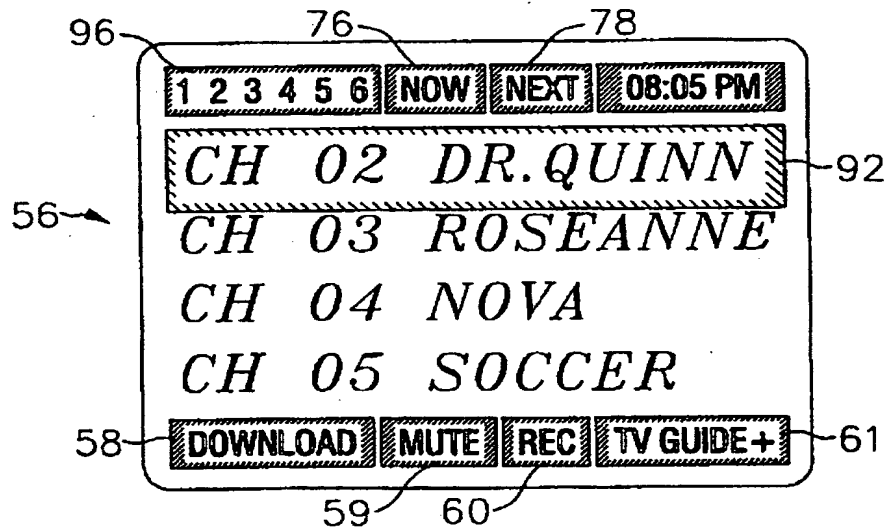 96 76 78
1 2 3 4 5 6 NOW NEXT 08:05 PM
CH 02 DR.QUINN 92
56
CH 03 ROSEANNE
CH 04 NOVA
CH 05 SOCCER
58 DOWNLOAD MUTE REC TV GUIDE+ 61
59 60